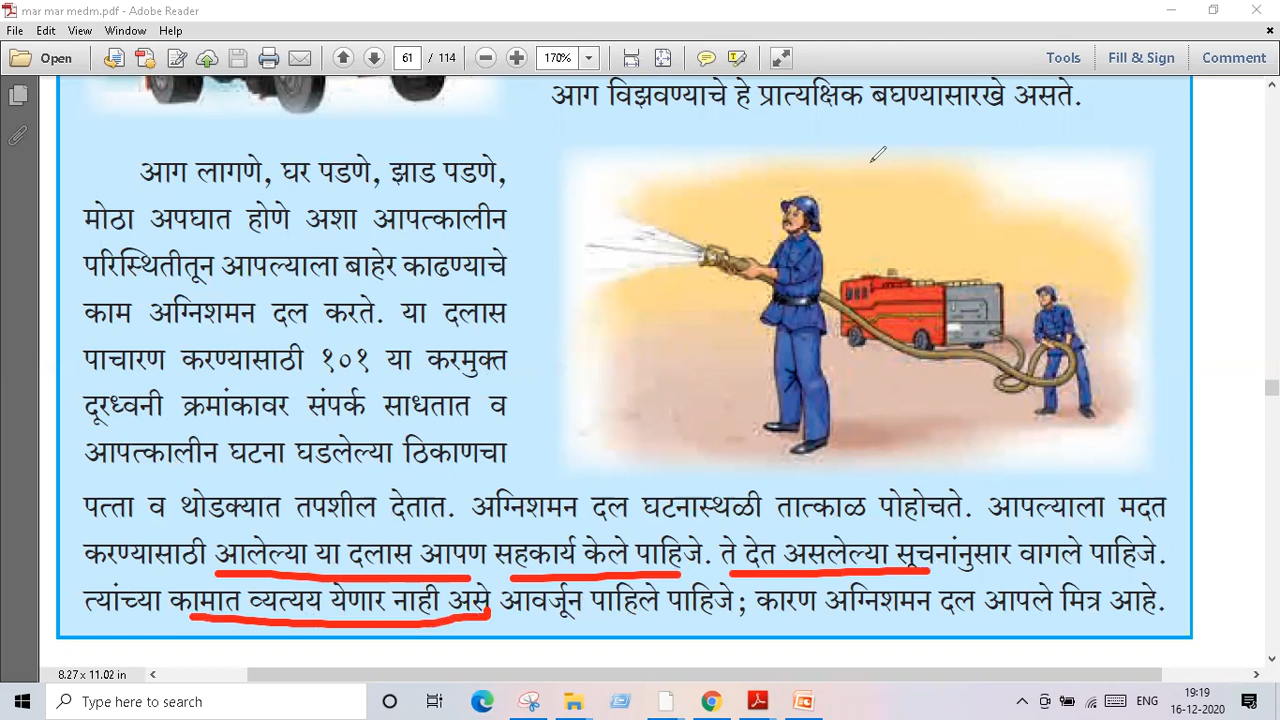 mar mar medm.pdf - Adobe Reader
File Edit View Window Help
Open 61 / 114 170% Tools Fill & Sign Comment
आग विझवण्याचे हे प्रात्यक्षिक बघण्यासारखे असते.
आग लागणे, घर पडणे, झाड पडणे,
मोठा अपघात होणे अशा आपत्कालीन
परिस्थितीतून आपल्याला बाहेर काढण्याचे
काम अग्निशमन दल करते. या दलास
पाचारण करण्यासाठी १०१ या करमुक्त
दूरध्वनी क्रमांकावर संपर्क साधतात व
आपत्कालीन घटना घडलेल्या ठिकाणचा
पत्ता व थोडक्यात तपशील देतात. अग्निशमन दल घटनास्थळी तात्काळ पोहोचते. आपल्याला मदत
करण्यासाठी आलेल्या या दलास आपण सहकार्य केले पाहिजे. ते देत असलेल्या सूचनांनुसार वागले पाहिजे.
त्यांच्या कामात व्यत्यय येणार नाही असे आवर्जून पाहिले पाहिजे; कारण अग्निशमन दल आपले मित्र आहे.
8.27 x 11.02 in
Type here to search
ENG
19:19
16-12-2020